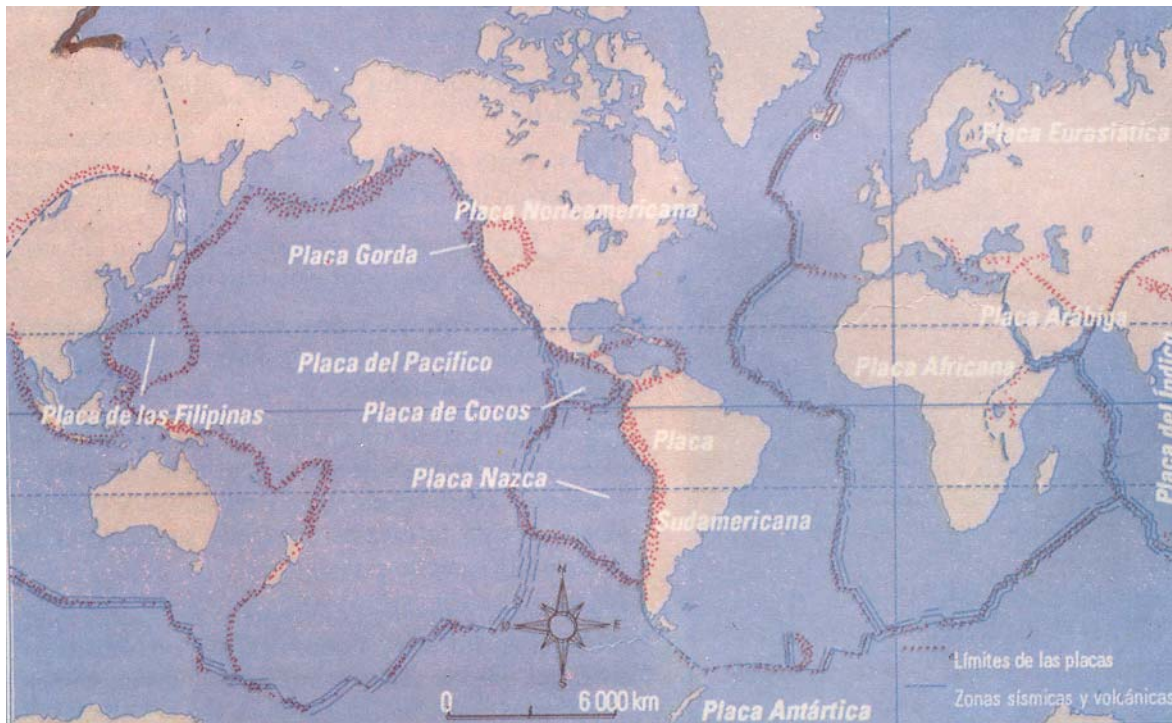 Placa Eurasiática
Placa Norteamericana
Placa Gorda
Placa Arábiga
Placa del Pacífico
Placa Africana
Placa de las Filipinas
Placa de Cocos
Placa
Sudamericana
Placa Nazca
Placa del Índico
N
O
E
S
Límites de las placas
Zonas sísmicas y volcánicas
0 6 000 km
Placa Antártica